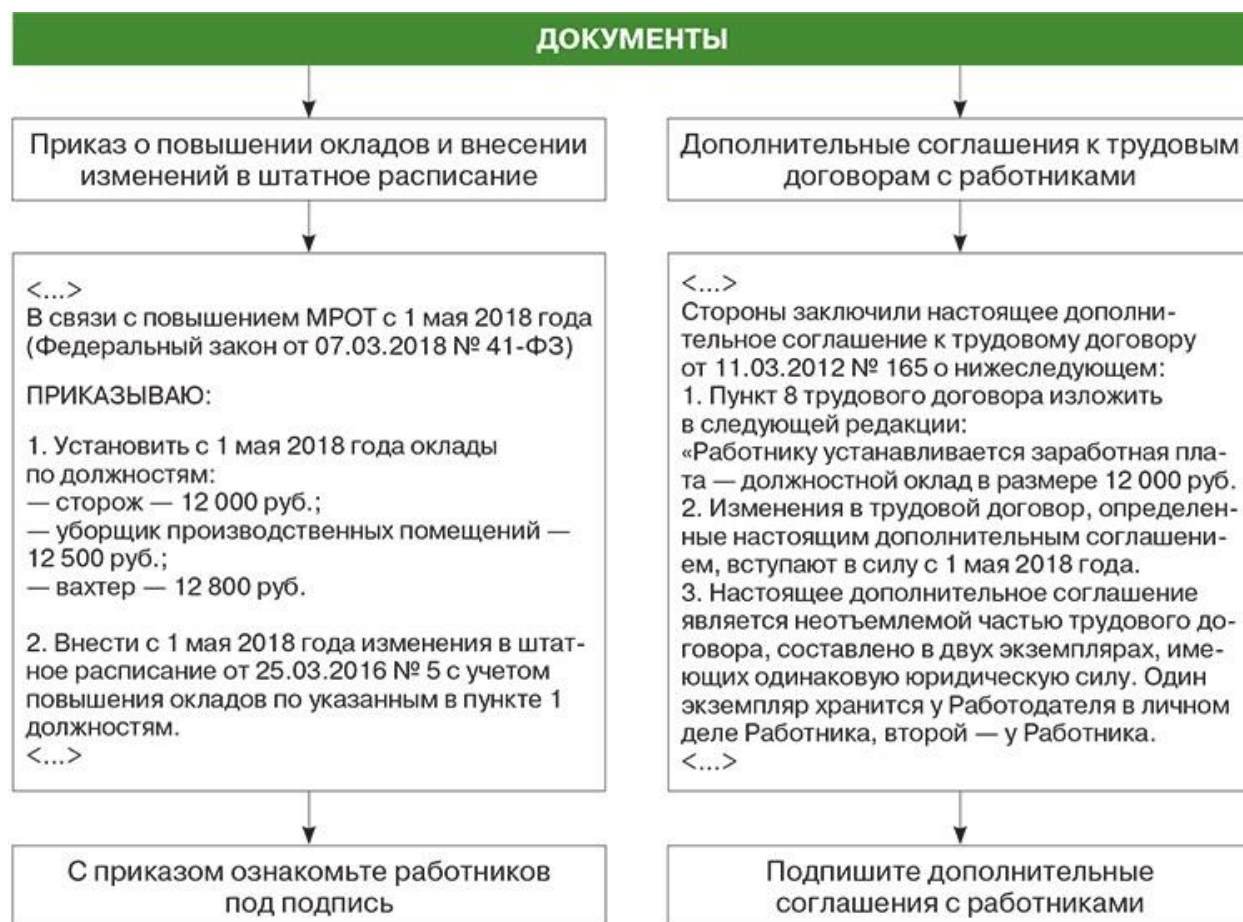 ДОКУМЕНТЫ
Приказ о повышении окладов и внесении
изменений в штатное расписание
<...>
В связи с повышением МРОТ с 1 мая 2018 года
(Федеральный закон от 07.03.2018 № 41-ФЗ)
ПРИКАЗЫВАЮ:
1. Установить с 1 мая 2018 года оклады
по должностям:
— сторож — 12 000 руб.;
— уборщик производственных помещений —
12 500 руб.;
— вахтер — 12 800 руб.
2. Внести с 1 мая 2018 года изменения в штат-
ное расписание от 25.03.2016 № 5 с учетом
повышения окладов по указанным в пункте 1
должностям.
<...>
С приказом ознакомьте работников
под подпись
Дополнительные соглашения к трудовым
договорам с работниками
<...>
Стороны заключили настоящее дополни-
тельное соглашение к трудовому договору
от 11.03.2012 № 165 о нижеследующем:
1. Пункт 8 трудового договора изложить
в следующей редакции:
«Работнику устанавливается заработная пла-
та — должностной оклад в размере 12 000 руб.
2. Изменения в трудовой договор, определен-
ные настоящим дополнительным соглашени-
ем, вступают в силу с 1 мая 2018 года.
3. Настоящее дополнительное соглашение
является неотъемлемой частью трудового до-
говора, составлено в двух экземплярах, име-
ющих одинаковую юридическую силу. Один
экземпляр хранится у Работодателя в личном
деле Работника, второй — у Работника.
<...>
Подпишите дополнительные
соглашения с работниками